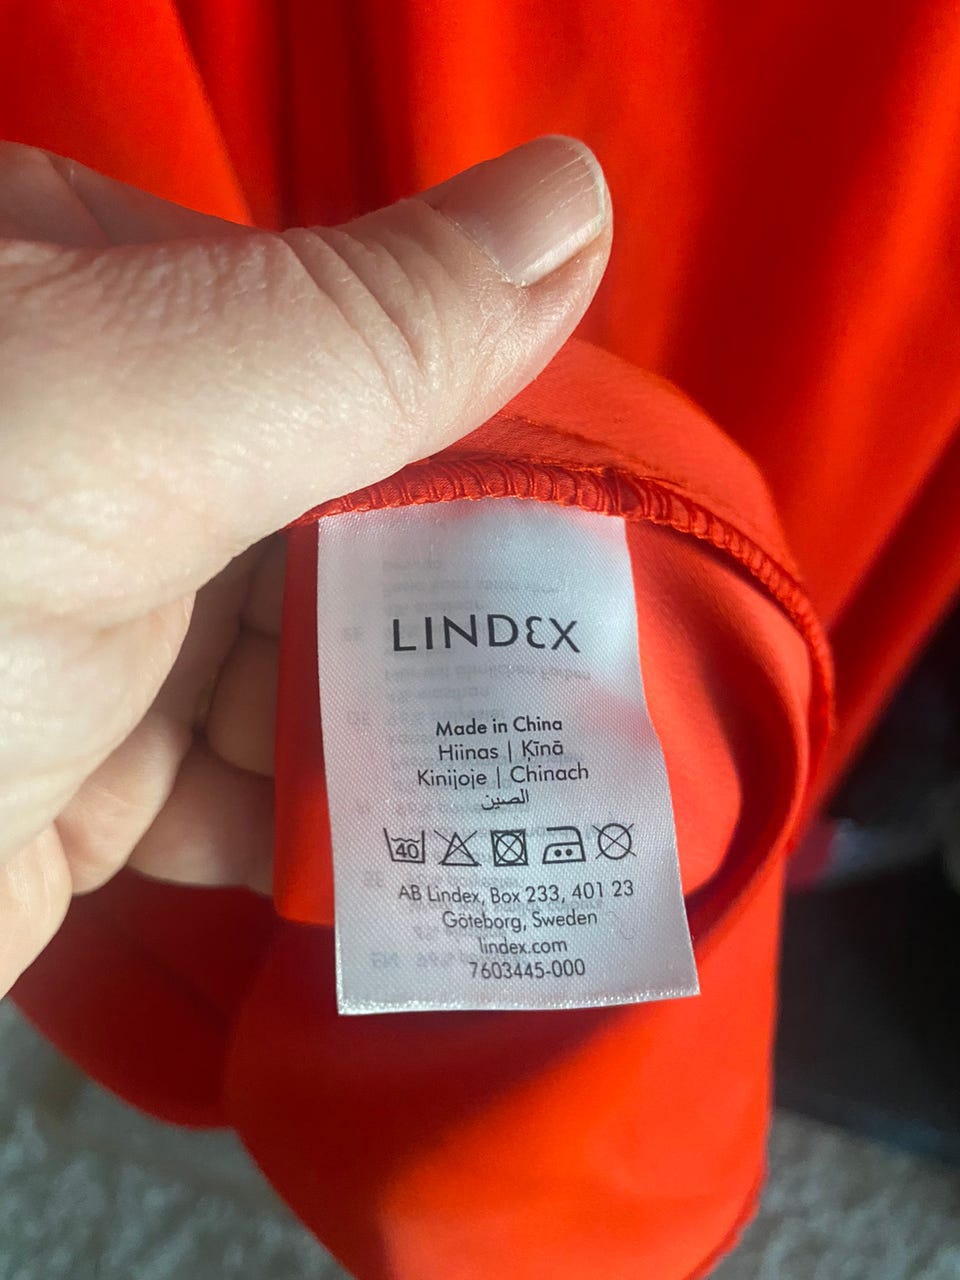 LINDEX
Made in China
Hiinas | Ķīnā
Kinijoje | Chinach
الصين
40
AB Lindex, Box 233, 401 23
Göteborg, Sweden
lindex.com
7603445-000